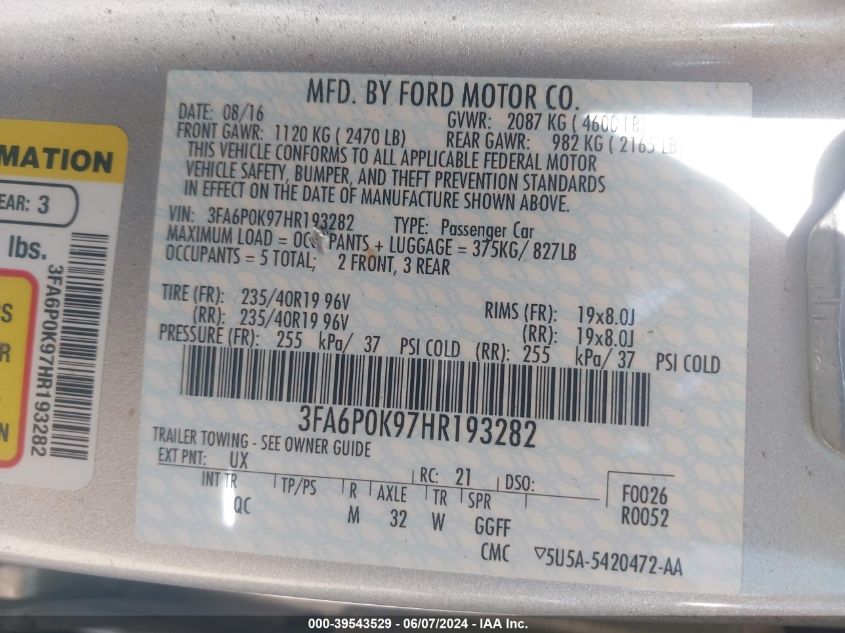 MFD. BY FORD MOTOR CO.
DATE: 08/16 GVWR: 2087 KG ( 4600 LB)
FRONT GAWR: 1120 KG ( 2470 LB) REAR GAWR: 982 KG ( 2165 LB)
THIS VEHICLE CONFORMS TO ALL APPLICABLE FEDERAL MOTOR
VEHICLE SAFETY, BUMPER, AND THEFT PREVENTION STANDARDS
IN EFFECT ON THE DATE OF MANUFACTURE SHOWN ABOVE.
VIN: 3FA6P0K97HR193282 TYPE: Passenger Car
MAXIMUM LOAD = OCCUPANTS + LUGGAGE = 375KG/ 827LB
OCCUPANTS = 5 TOTAL; 2 FRONT, 3 REAR
TIRE (FR): 235/40R19 96V RIMS (FR): 19x8.0J
(RR): 235/40R19 96V (RR): 19x8.0J
PRESSURE (FR): 255 kPa/ 37 PSI COLD (RR): 255 kPa/ 37 PSI COLD
3FA6P0K97HR193282
TRAILER TOWING - SEE OWNER GUIDE
EXT PNT: UX RC: 21 DSO: F0026
R0052
INT TR TP/PS R AXLE TR SPR
QC M 32 W GGFF
CMC ▽5U5A-5420472-AA
RMATION
EAR: 3
lbs.
3FA6P0K97HR193282
S
R
N
000-39543529 - 06/07/2024 - IAA Inc.